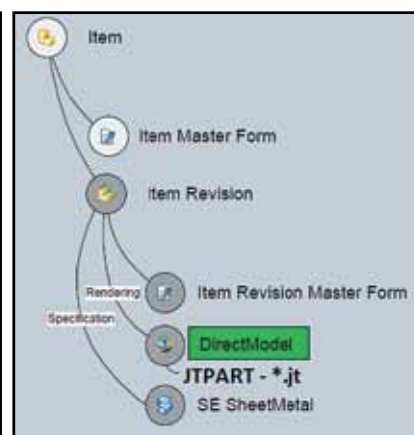 Item
Item Master Form
Item Revision
Rendering
Item Revision Master Form
Specification
DirectModel
JTPART - *.jt
SE SheetMetal